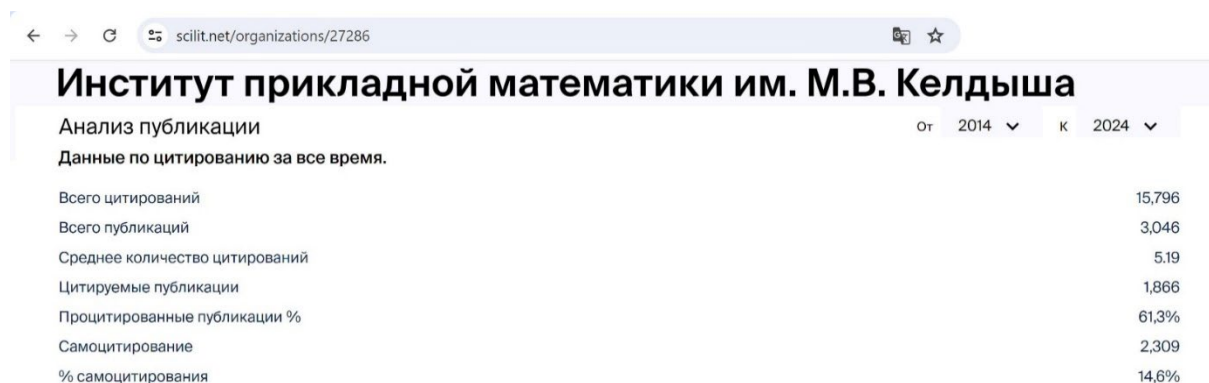 scilit.net/organizations/27286
Институт прикладной математики им. М.В. Келдыша
Анализ публикации От 2014 К 2024
Данные по цитированию за все время.
Всего цитирований 15,796
Всего публикаций 3,046
Среднее количество цитирований 5.19
Цитируемые публикации 1,866
Процитированные публикации % 61,3%
Самоцитирование 2,309
% самоцитирования 14,6%